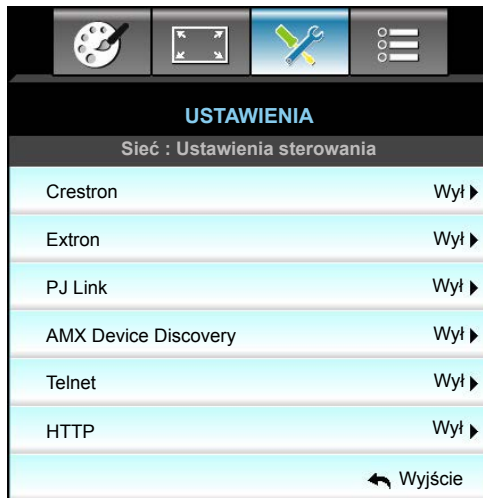 USTAWIENIA
Sieć : Ustawienia sterowania
Crestron Wył
Extron Wył
PJ Link Wył
AMX Device Discovery Wył
Telnet Wył
HTTP Wył
Wyjście